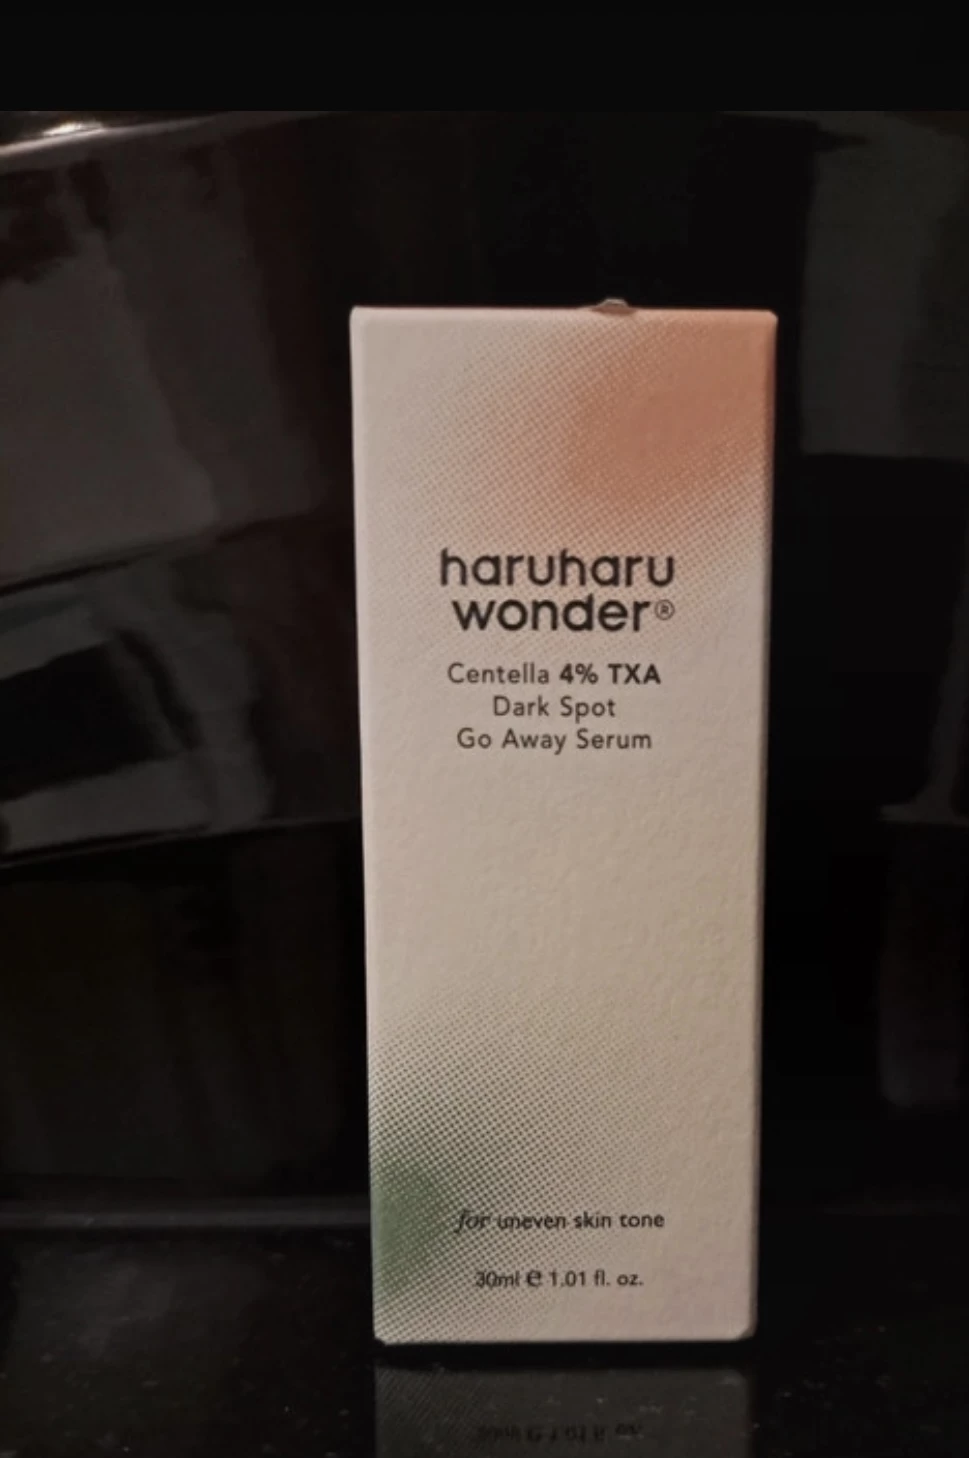 haruharu
wonder®
Centella 4% TXA
Dark Spot
Go Away Serum
for uneven skin tone
30ml ℮ 1.01 fl. oz.